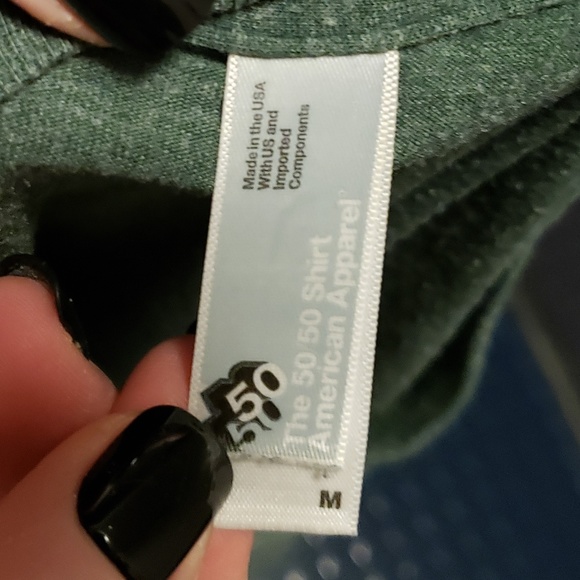 Made in the USA
With US and
Imported
Components
The 50/50 Shirt
American Apparel®
50
50
M